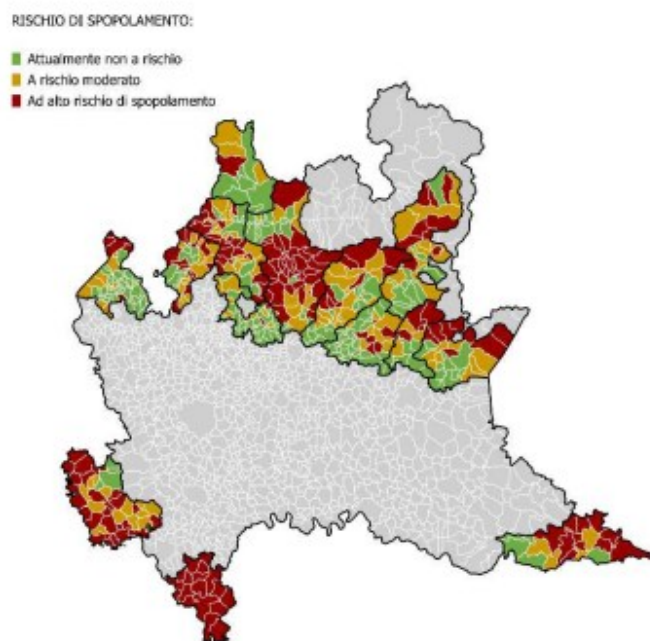 RISCHIO DI SPOPOLAMENTO:
Attualmente non a rischio
A rischio moderato
Ad alto rischio di spopolamento